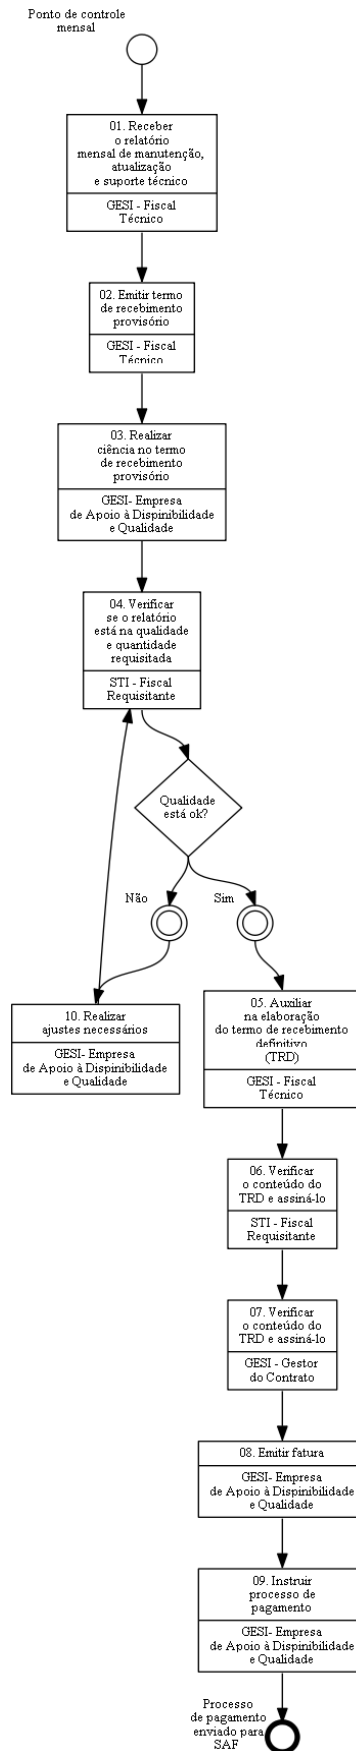 Ponto de controle
mensal
01. Receber
o relatório
mensal de manutenção,
atualização
e suporte técnico
GESI - Fiscal
Técnico
02. Emitir termo
de recebimento
provisório
GESI - Fiscal
Técnico
03. Realizar
ciência no termo
de recebimento
provisório
GESI- Empresa
de Apoio à Dispinibilidade
e Qualidade
04. Verificar
se o relatório
está na qualidade
e quantidade
requisitada
STI - Fiscal
Requisitante
Qualidade
está ok?
Não
Sim
10. Realizar
ajustes necessários
GESI- Empresa
de Apoio à Dispinibilidade
e Qualidade
05. Auxiliar
na elaboração
do termo de recebimento
definitivo
(TRD)
GESI - Fiscal
Técnico
06. Verificar
o conteúdo do
TRD e assiná-lo
STI - Fiscal
Requisitante
07. Verificar
o conteúdo do
TRD e assiná-lo
GESI - Gestor
do Contrato
08. Emitir fatura
GESI- Empresa
de Apoio à Dispinibilidade
e Qualidade
09. Instruir
processo de
pagamento
GESI- Empresa
de Apoio à Dispinibilidade
e Qualidade
Processo
de pagamento
enviado para
SAF